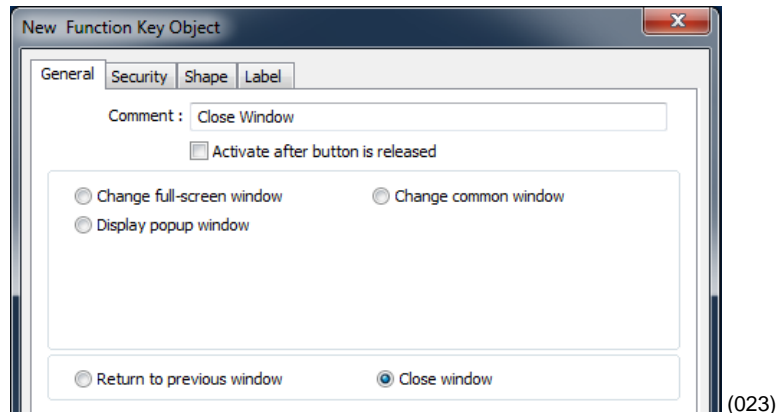 New Function Key Object
General Security Shape Label
Comment : Close Window
Activate after button is released
Change full-screen window Change common window
Display popup window
Return to previous window Close window
(023)